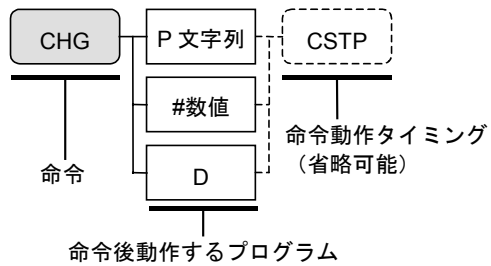 CHG
P 文字列
CSTP
#数値
D
命令
命令動作タイミング
（省略可能）
命令後動作するプログラム